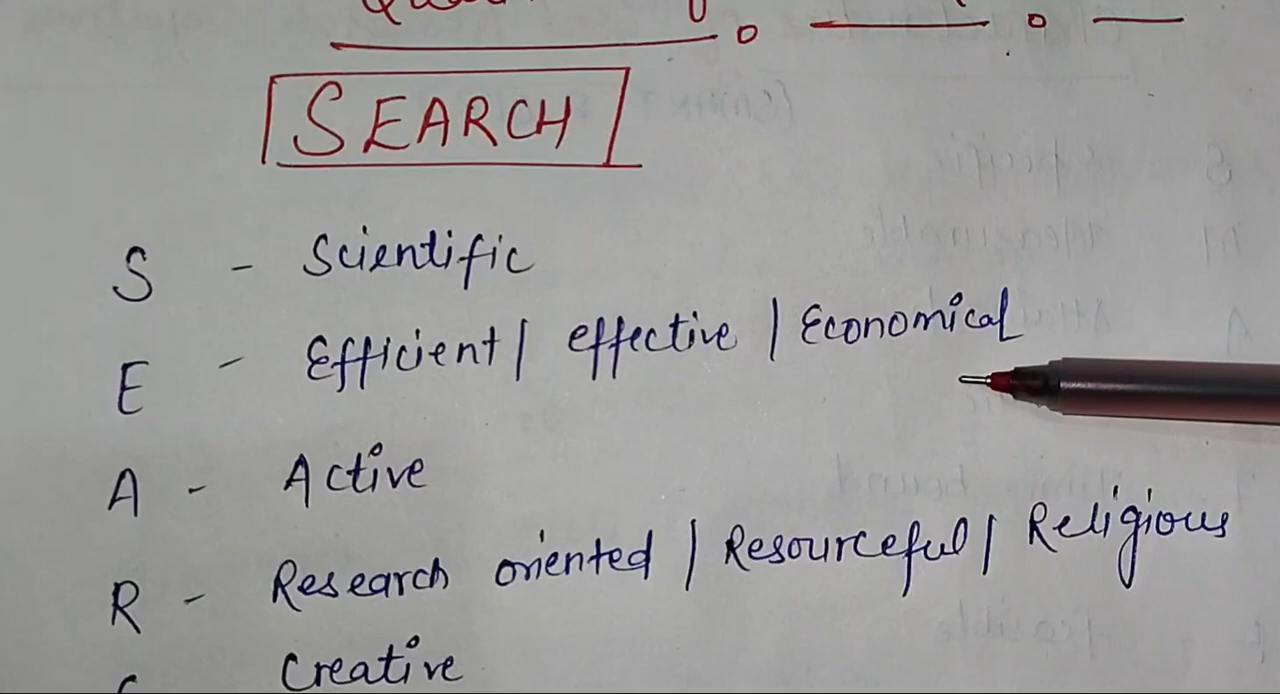 SEARCH
S - Scientific
E - Efficient / effective / Economical
A - Active
R - Research oriented / Resourceful / Religious
Creative